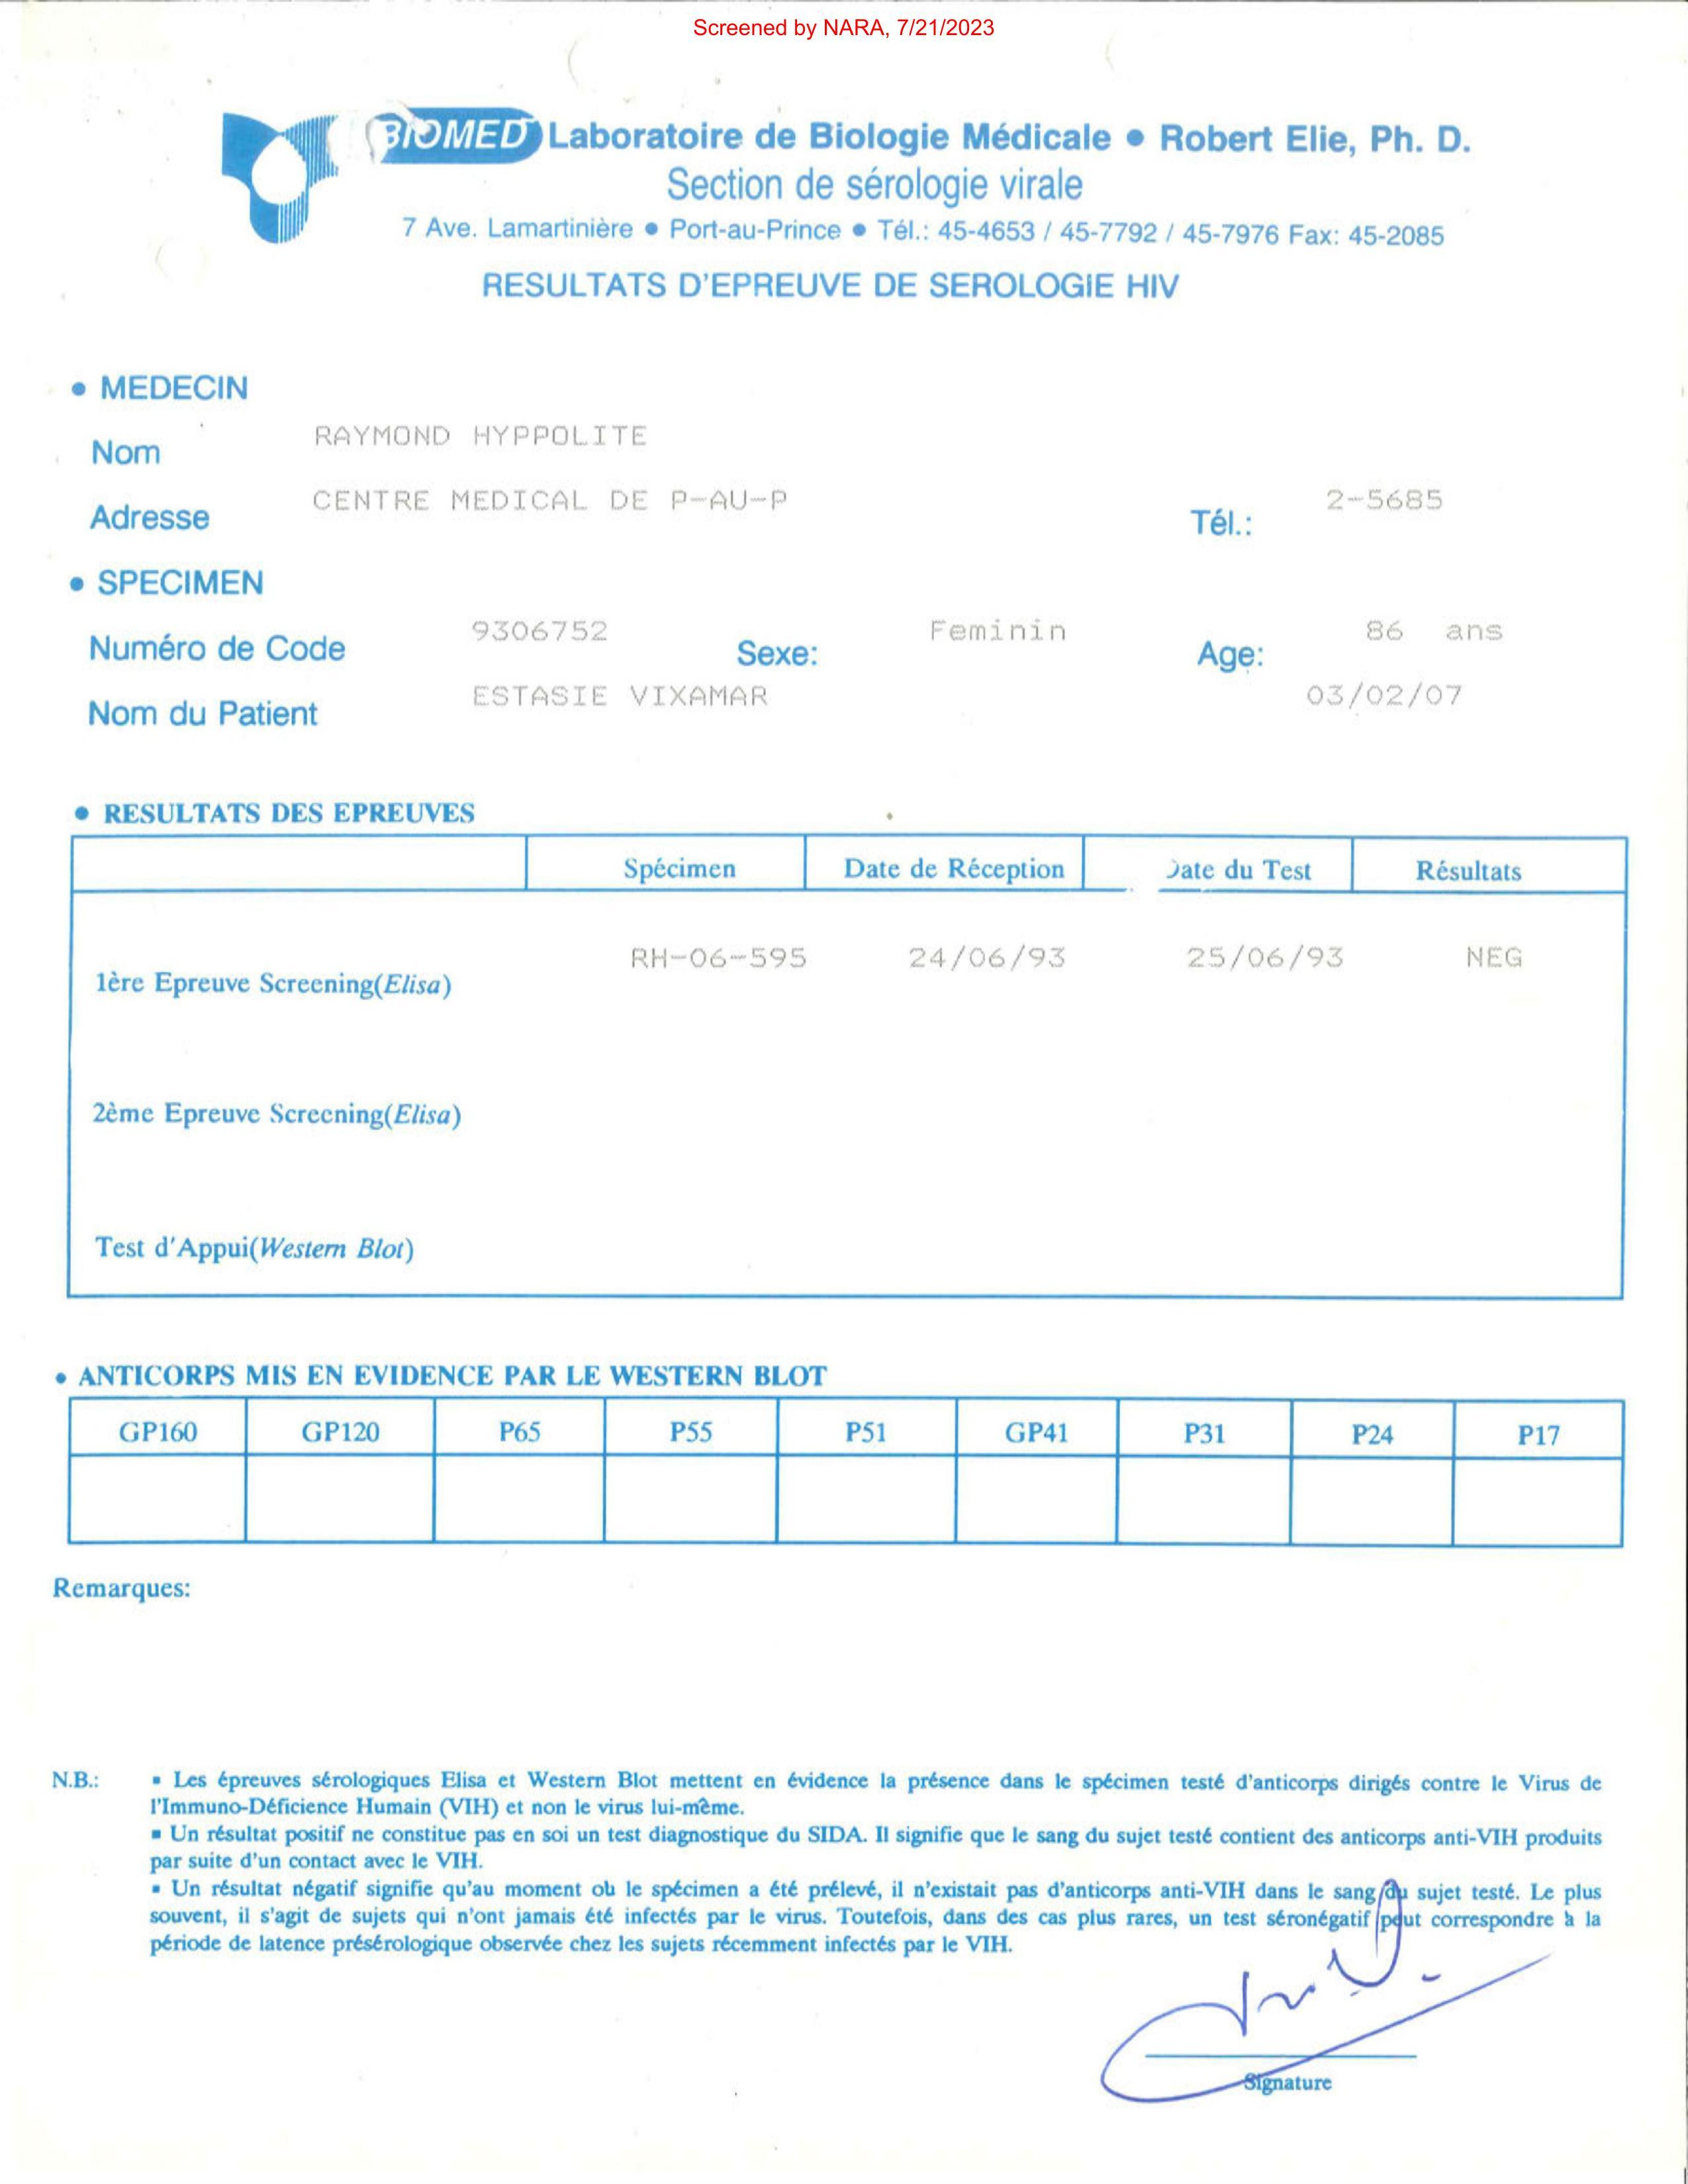 Screened by NARA, 7/21/2023
BIOMED Laboratoire de Biologie Médicale • Robert Elie, Ph. D.
Section de sérologie virale
7 Ave. Lamartinière • Port-au-Prince • Tél.: 45-4653 / 45-7792 / 45-7976 Fax: 45-2085
RESULTATS D'EPREUVE DE SEROLOGIE HIV
• MEDECIN
Nom RAYMOND HYPPOLITE
Adresse CENTRE MEDICAL DE P-AU-P Tél.: 2-5685
• SPECIMEN
Numéro de Code 9306752 Sexe: Feminin Age: 86 ans
Nom du Patient ESTASIE VIXAMAR 03/02/07
• RESULTATS DES EPREUVES
Spécimen Date de Réception Date du Test Résultats
1ère Epreuve Screening(Elisa) RH-06-595 24/06/93 25/06/93 NEG
2ème Epreuve Screening(Elisa)
Test d'Appui(Western Blot)
• ANTICORPS MIS EN EVIDENCE PAR LE WESTERN BLOT
GP160 GP120 P65 P55 P51 GP41 P31 P24 P17
Remarques:
N.B.: ▪ Les épreuves sérologiques Elisa et Western Blot mettent en évidence la présence dans le spécimen testé d'anticorps dirigés contre le Virus de
l'Immuno-Déficience Humain (VIH) et non le virus lui-même.
▪ Un résultat positif ne constitue pas en soi un test diagnostique du SIDA. Il signifie que le sang du sujet testé contient des anticorps anti-VIH produits
par suite d'un contact avec le VIH.
▪ Un résultat négatif signifie qu'au moment où le spécimen a été prélevé, il n'existait pas d'anticorps anti-VIH dans le sang du sujet testé. Le plus
souvent, il s'agit de sujets qui n'ont jamais été infectés par le virus. Toutefois, dans des cas plus rares, un test séronégatif peut correspondre à la
période de latence présérologique observée chez les sujets récemment infectés par le VIH.
Signature